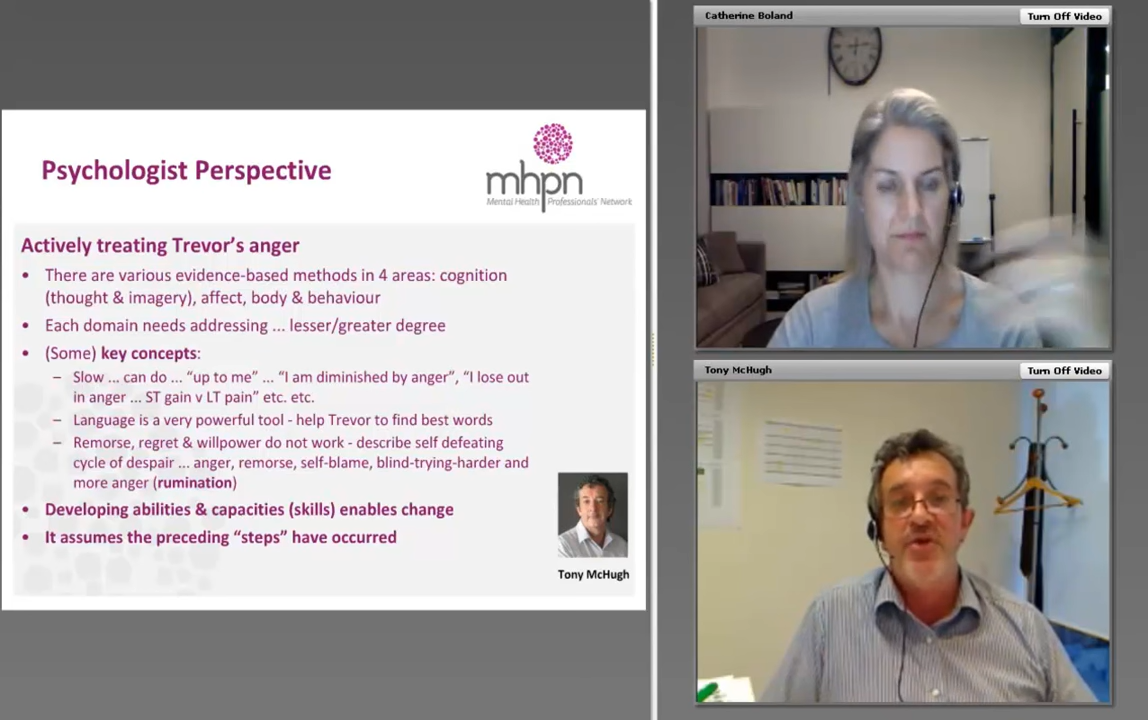 Psychologist Perspective
mhpn
Mental Health Professionals' Network
Actively treating Trevor's anger
• There are various evidence-based methods in 4 areas: cognition
(thought & imagery), affect, body & behaviour
• Each domain needs addressing ... lesser/greater degree
• (Some) key concepts:
– Slow ... can do ... “up to me” ... “I am diminished by anger”, “I lose out
in anger ... ST gain v LT pain” etc. etc.
– Language is a very powerful tool - help Trevor to find best words
– Remorse, regret & willpower do not work - describe self defeating
cycle of despair ... anger, remorse, self-blame, blind-trying-harder and
more anger (rumination)
• Developing abilities & capacities (skills) enables change
• It assumes the preceding “steps” have occurred
Tony McHugh
Catherine Boland
Turn Off Video
Tony McHugh
Turn Off Video